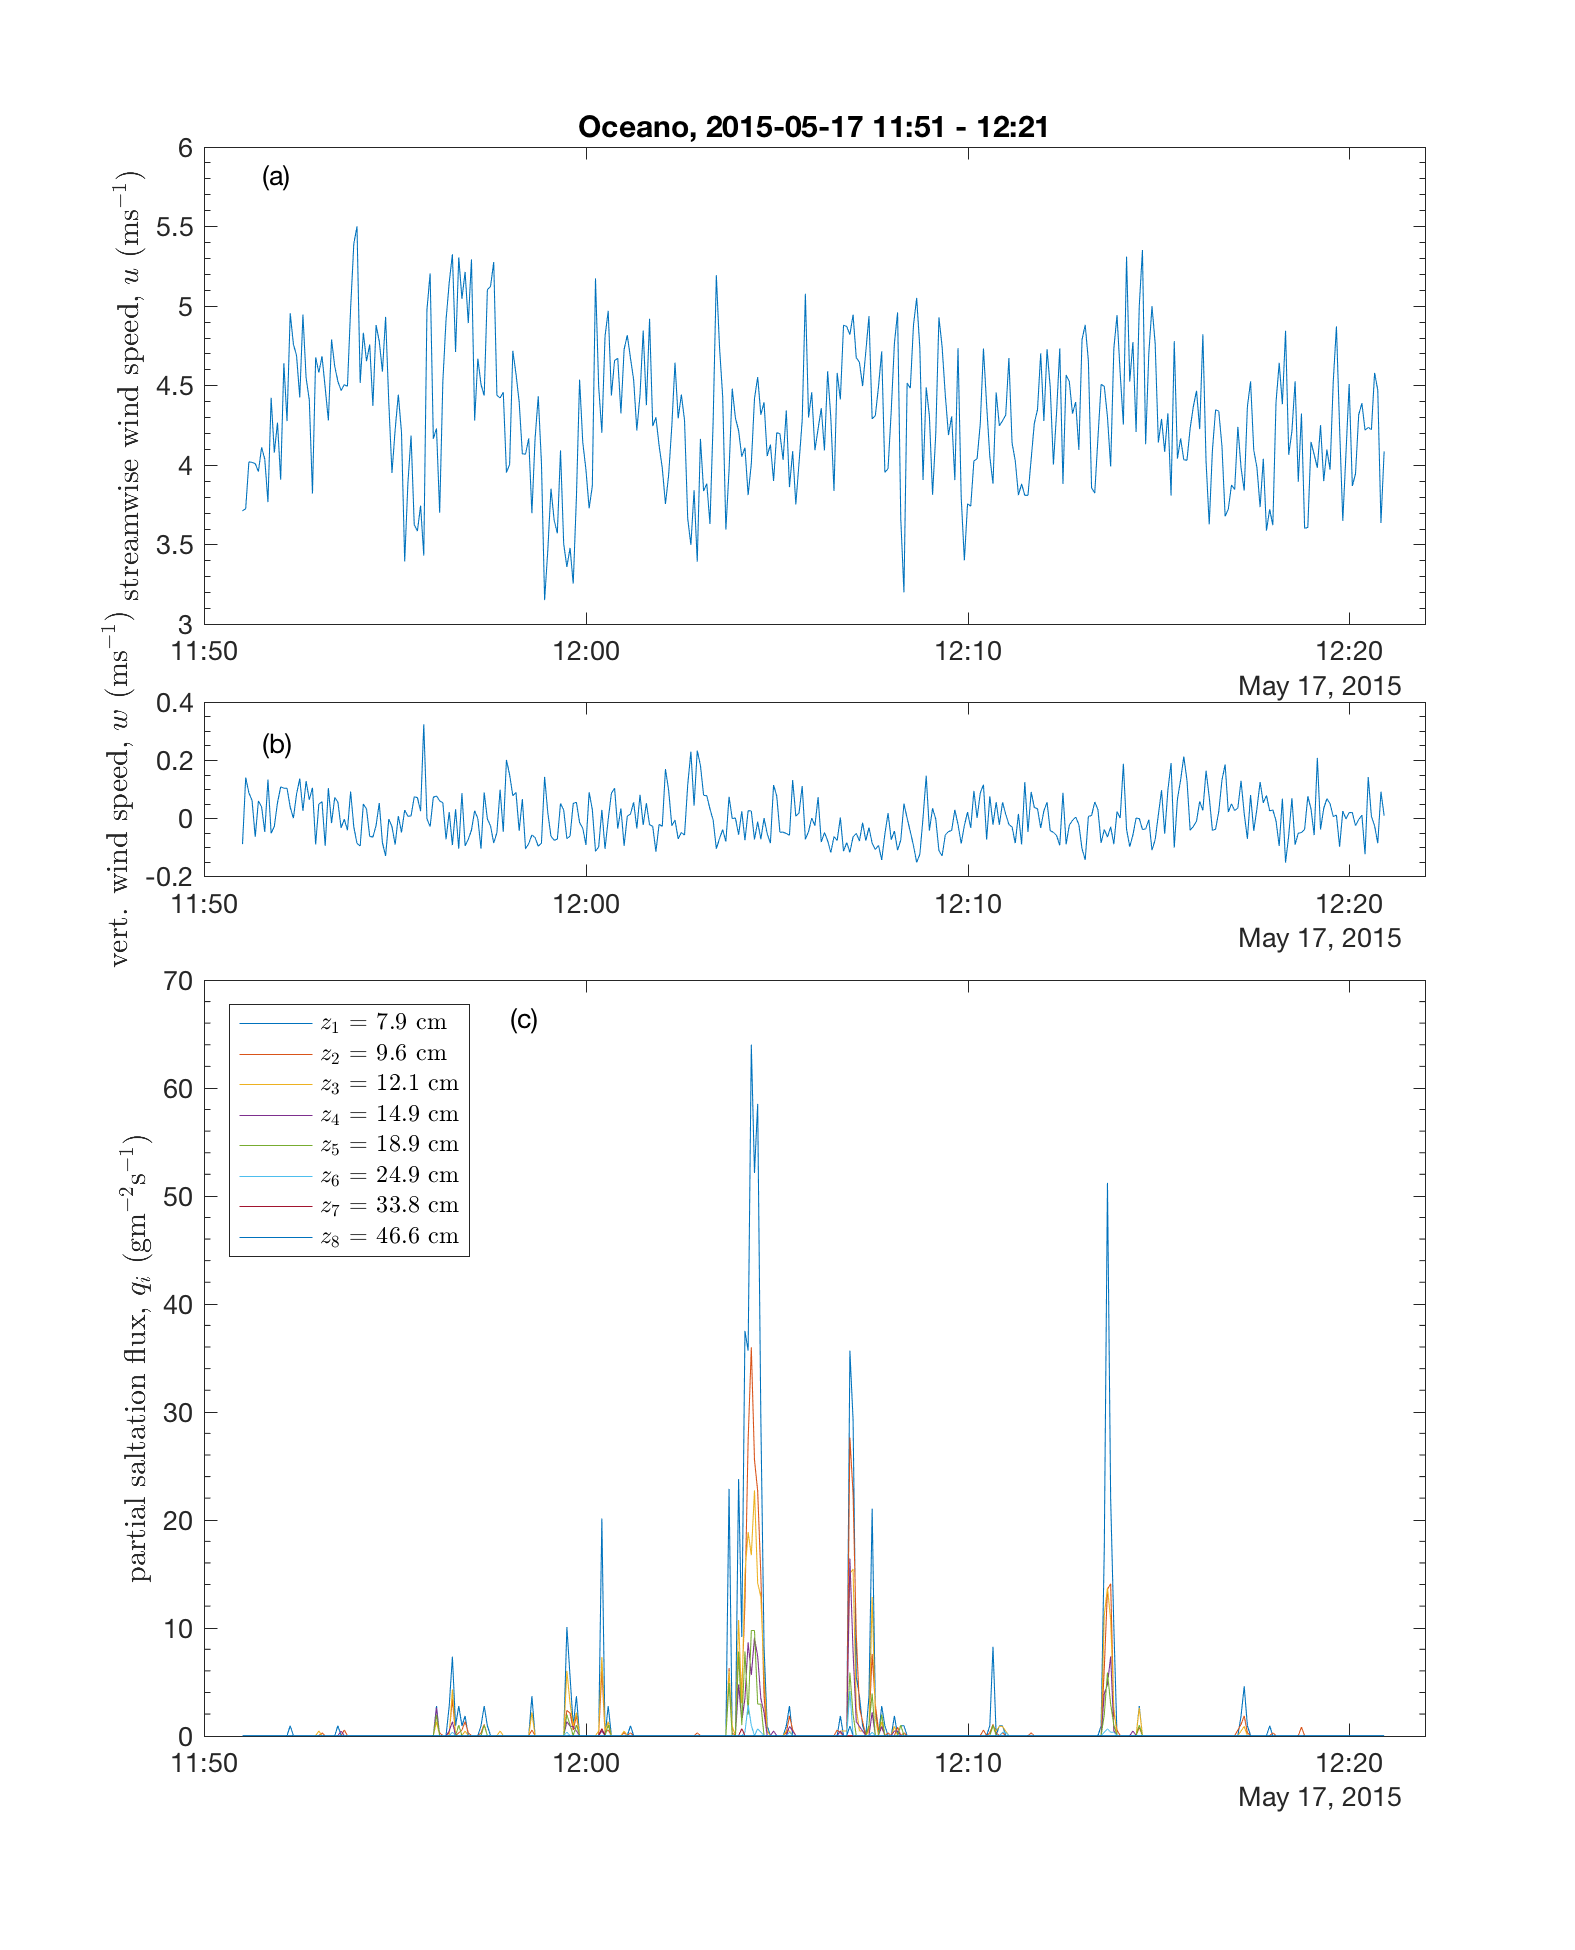 Oceano, 2015-05-17 11:51 - 12:21
(a)
streamwise wind speed, u (ms⁻¹)
6
5.5
5
4.5
4
3.5
3
11:50 12:00 12:10 12:20
May 17, 2015
(b)
vert. wind speed, w (ms⁻¹)
0.4
0.2
0
-0.2
11:50 12:00 12:10 12:20
May 17, 2015
(c)
partial saltation flux, qᵢ (gm⁻²s⁻¹)
70
60
50
40
30
20
10
0
z₁ = 7.9 cm
z₂ = 9.6 cm
z₃ = 12.1 cm
z₄ = 14.9 cm
z₅ = 18.9 cm
z₆ = 24.9 cm
z₇ = 33.8 cm
z₈ = 46.6 cm
11:50 12:00 12:10 12:20
May 17, 2015